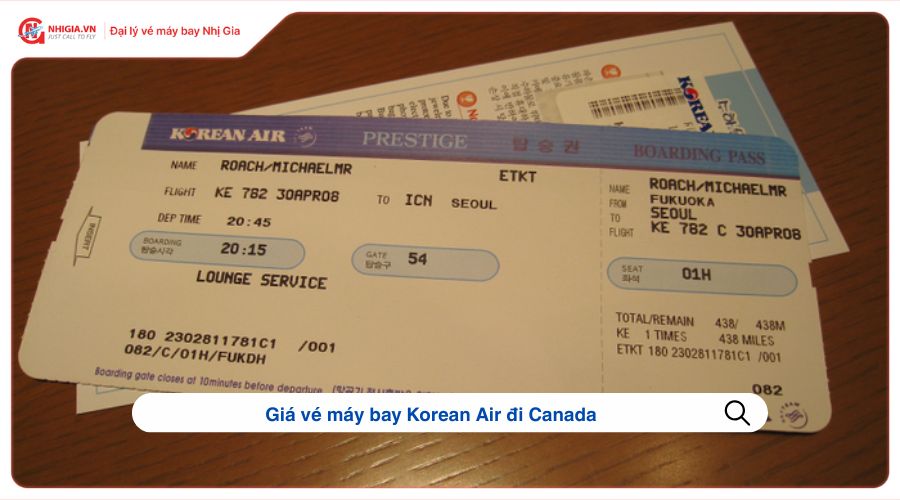 NHIGIA.VN
JUST CALL TO FLY
Đại lý vé máy bay Nhị Gia
KOREAN AIR
PRESTIGE
탑승권
BOARDING PASS
NAME ROACH/MICHAELMR
ETKT
FLIGHT KE 782 30APR08 TO ICN SEOUL
DEP TIME 20:45
BOARDING
탑승시각
20:15
GATE
탑승구
54
LOUNGE SERVICE
INSERT
180 2302811781C1 /001
082/C/01H/FUKDH
Boarding gate closes at 10minutes before departure
NAME ROACH/MICHAELMR
FROM FUKUOKA
TO SEOUL
FLIGHT KE 782 C 30APR08
SEAT
좌석
01H
TOTAL/REMAIN 438/ 438M
KE 1 TIMES 438 MILES
ETKT 180 2302811781C1 /001
082
Giá vé máy bay Korean Air đi Canada